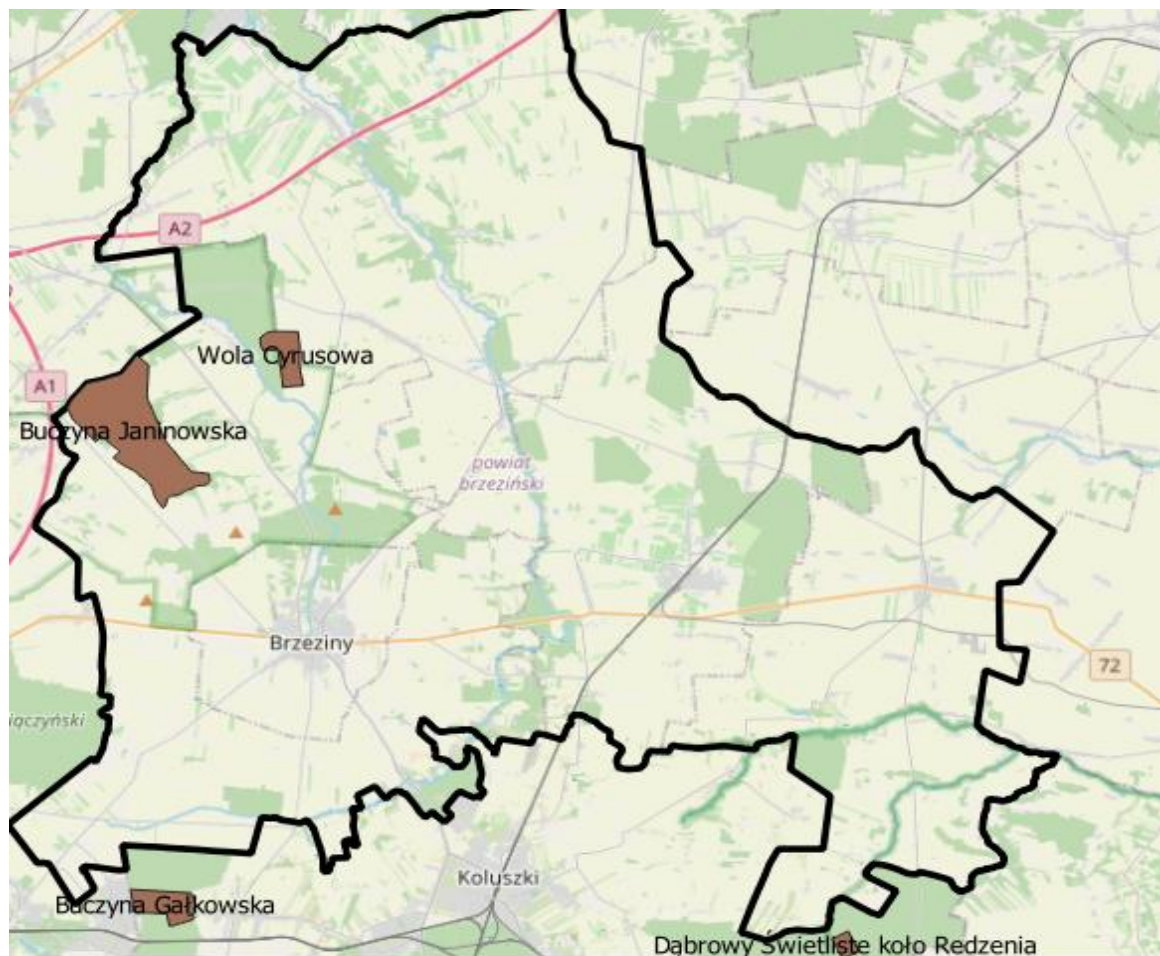 A2
Wola Cyrusowa
A1
Buczyna Janinowska
powiat
brzeziński
Brzeziny
72
Koluszki
Buczyna Gałkowska
Dąbrowy Świetliste koło Redzenia